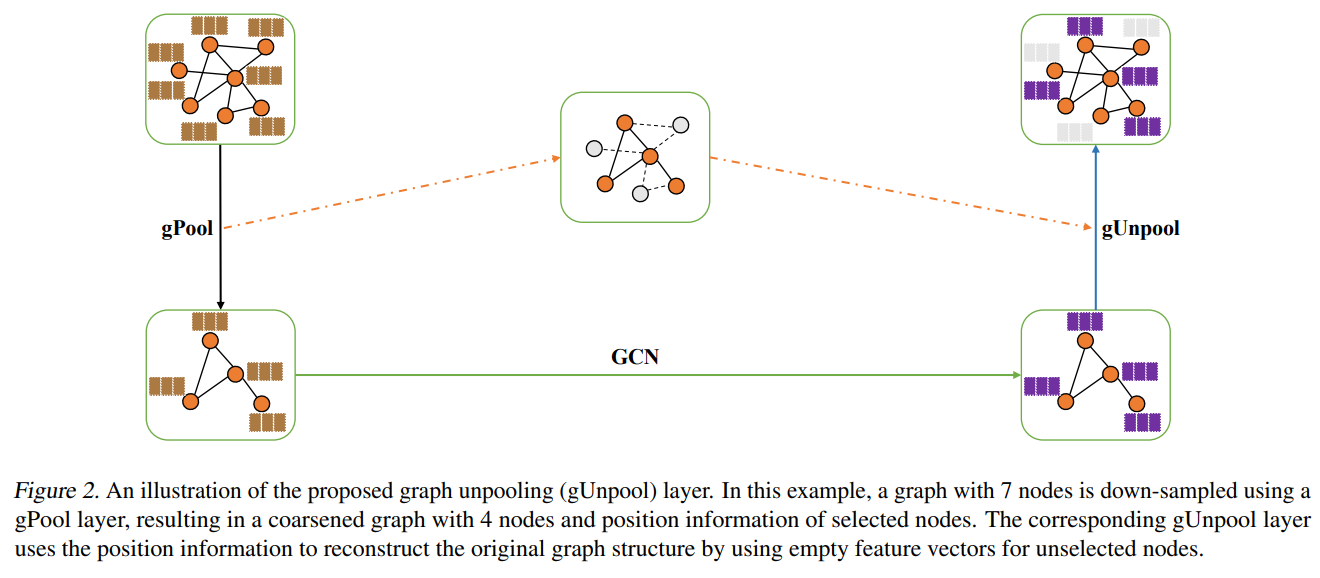 gPool
gUnpool
GCN
Figure 2. An illustration of the proposed graph unpooling (gUnpool) layer. In this example, a graph with 7 nodes is down-sampled using a
gPool layer, resulting in a coarsened graph with 4 nodes and position information of selected nodes. The corresponding gUnpool layer
uses the position information to reconstruct the original graph structure by using empty feature vectors for unselected nodes.